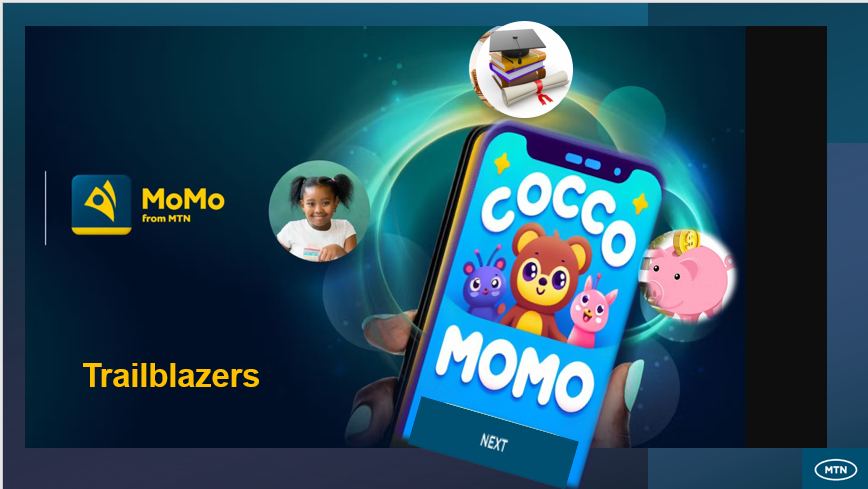 MoMo
from MTN
Trailblazers
COCCO
MOMO
NEXT
MTN